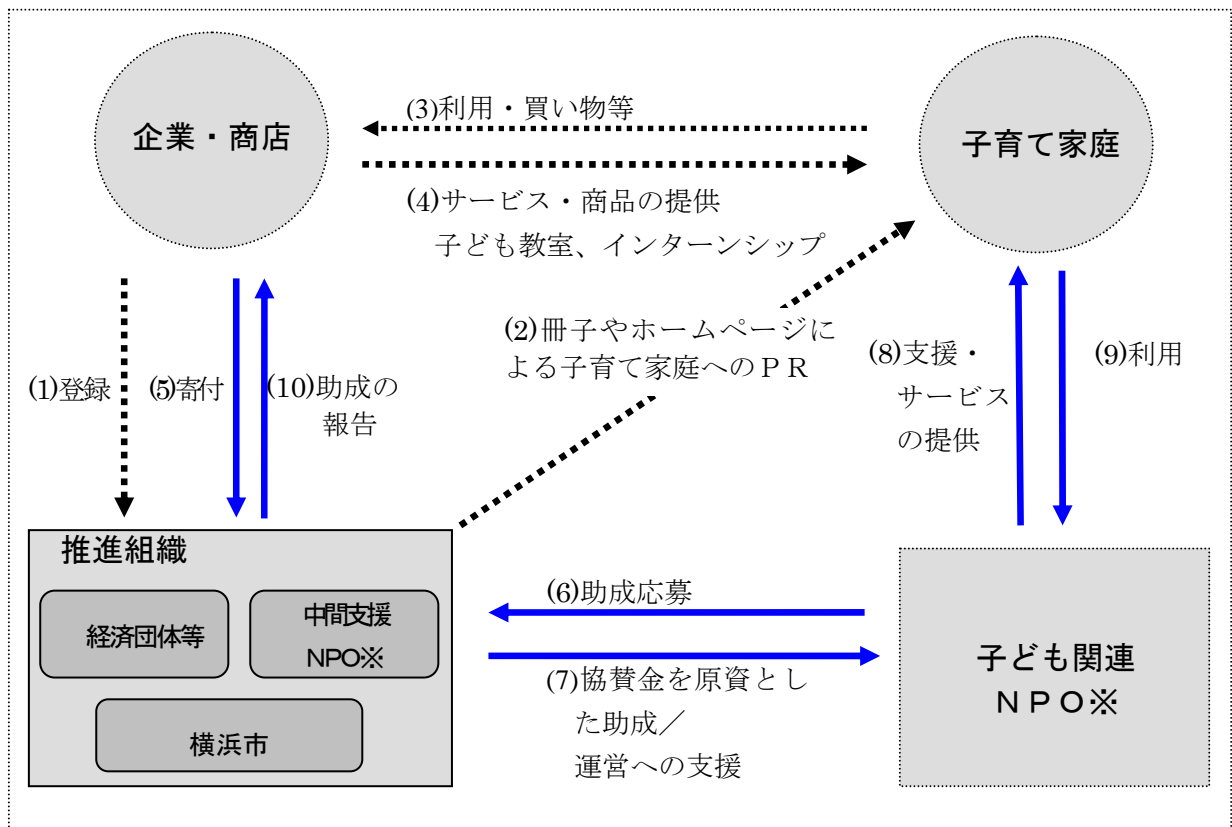 企業・商店
(3)利用・買い物等
子育て家庭
(4)サービス・商品の提供
子ども教室、インターンシップ
(2)冊子やホームページに
よる子育て家庭へのＰＲ
(1)登録
(5)寄付
(10)助成の
報告
(8)支援・
サービス
の提供
(9)利用
推進組織
経済団体等
中間支援
NPO※
横浜市
(6)助成応募
(7)協賛金を原資とし
た助成／
運営への支援
子ども関連
ＮＰＯ※